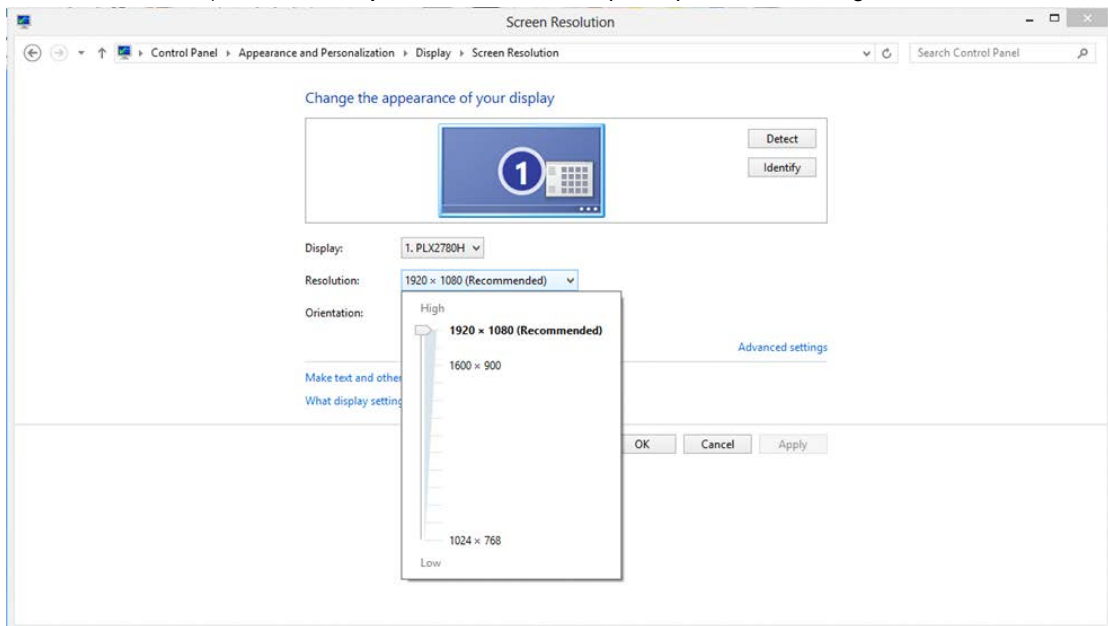 Screen Resolution
Control Panel ▸ Appearance and Personalization ▸ Display ▸ Screen Resolution
Search Control Panel
Change the appearance of your display
1
Detect
Identify
Display:
1. PLX2780H
Resolution:
1920 × 1080 (Recommended)
Orientation:
High
1920 × 1080 (Recommended)
1600 × 900
1024 × 768
Low
Advanced settings
Make text and other
What display setting
OK
Cancel
Apply